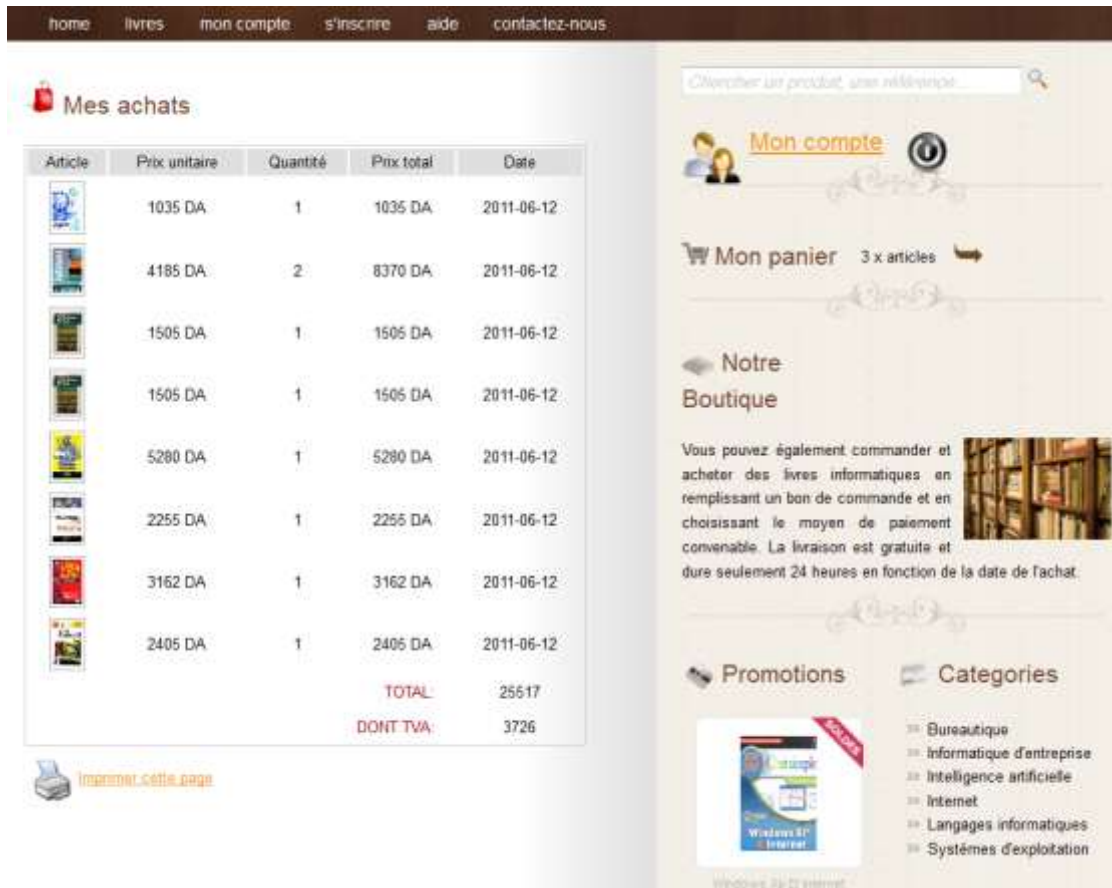 home livres mon compte s'inscrire aide contactez-nous
Mes achats
Article Prix unitaire Quantité Prix total Date
1035 DA 1 1035 DA 2011-06-12
4185 DA 2 8370 DA 2011-06-12
1505 DA 1 1505 DA 2011-06-12
1505 DA 1 1505 DA 2011-06-12
5280 DA 1 5280 DA 2011-06-12
2255 DA 1 2255 DA 2011-06-12
3162 DA 1 3162 DA 2011-06-12
2405 DA 1 2405 DA 2011-06-12
TOTAL: 25517
DONT TVA: 3726
Imprimer cette page
Chercher un produit, une référence...
Mon compte
Mon panier 3 x articles
Notre
Boutique
Vous pouvez également commander et
acheter des livres informatiques en
remplissant un bon de commande et en
choisissant le moyen de paiement
convenable. La livraison est gratuite et
dure seulement 24 heures en fonction de la date de l'achat.
Promotions
SOLDES
Windows XP
Internet
Categories
Bureautique
Informatique d'entreprise
Intelligence artificielle
Internet
Langages informatiques
Systèmes d'exploitation